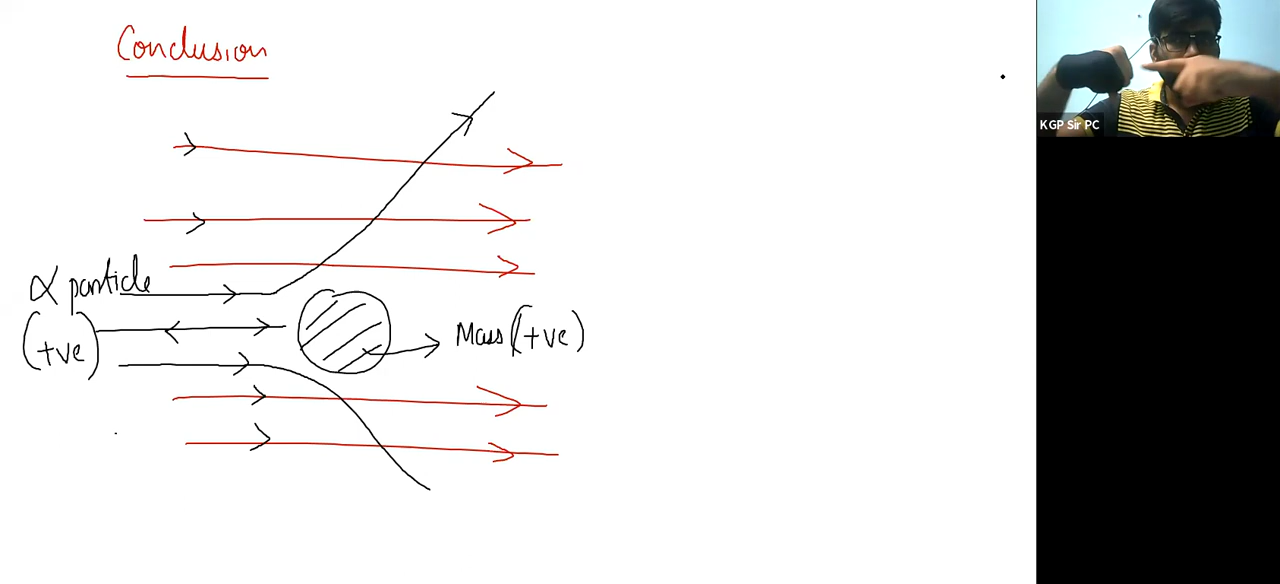 Conclusion
KGP Sir PC
α particle
(+ve)
Mass (+ve)